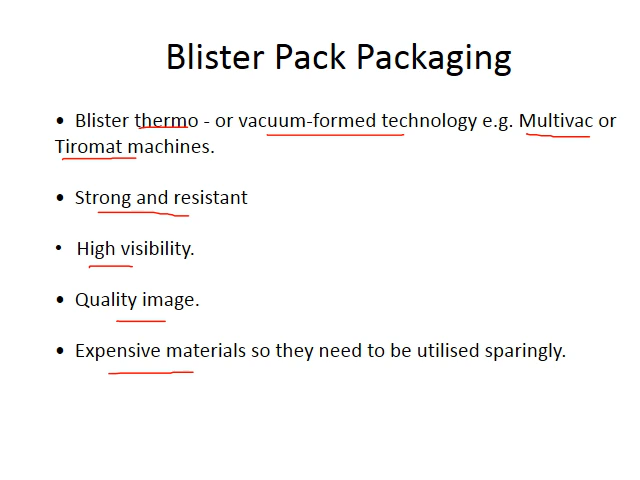 Blister Pack Packaging
• Blister thermo - or vacuum-formed technology e.g. Multivac or
Tiromat machines.
• Strong and resistant
• High visibility.
• Quality image.
• Expensive materials so they need to be utilised sparingly.